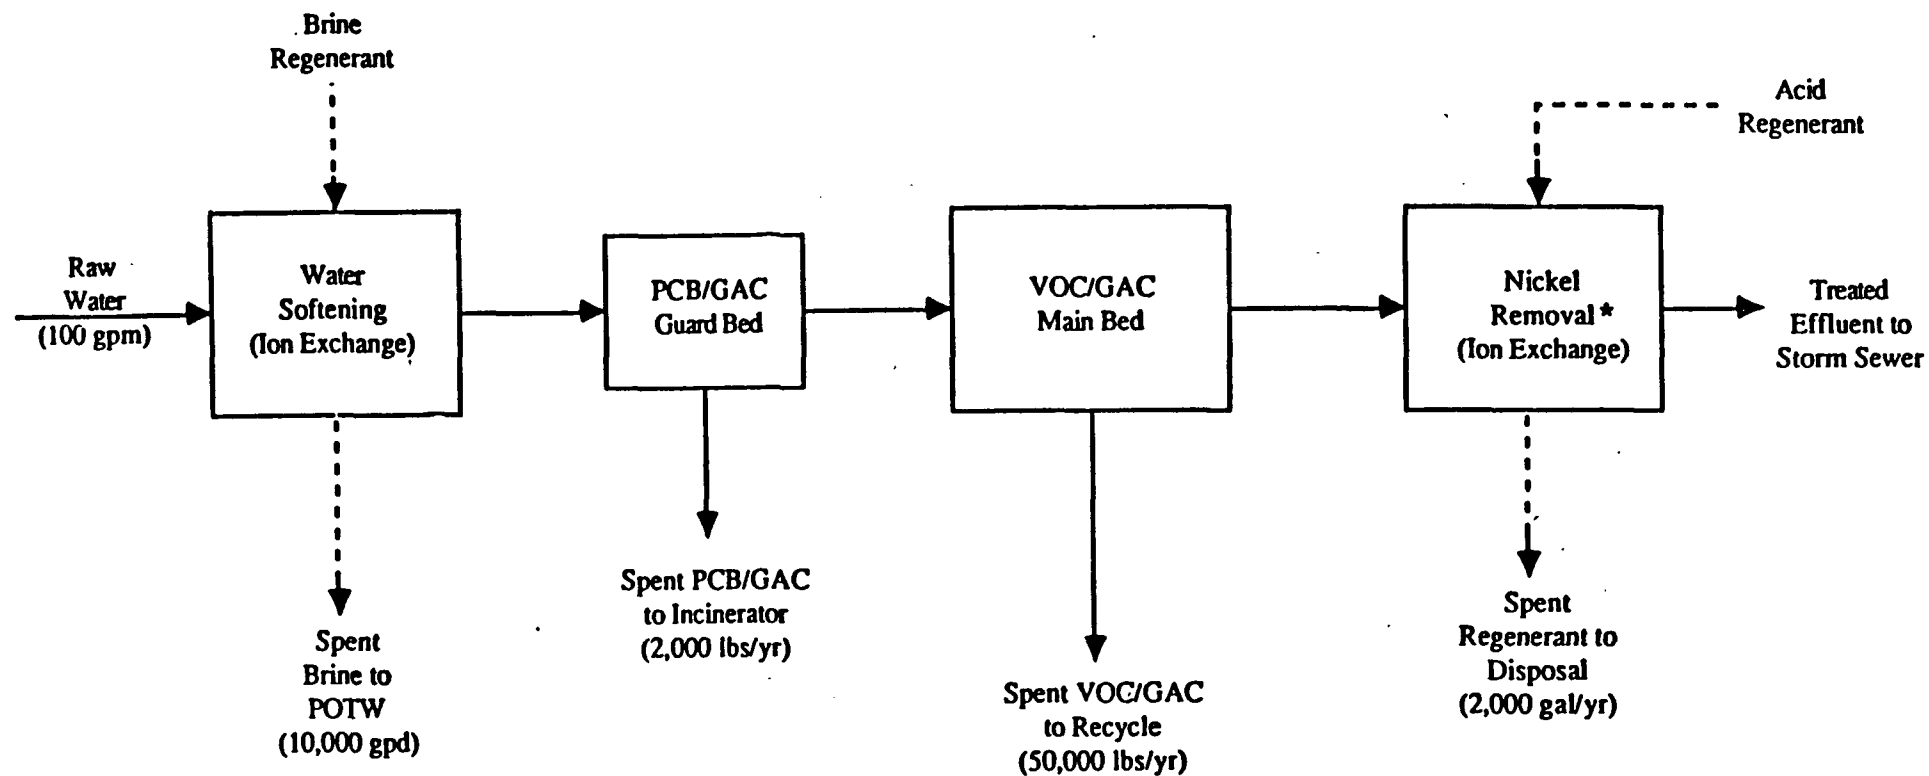 Brine
Regenerant
Acid
Regenerant
Raw
Water
(100 gpm)
Water
Softening
(Ion Exchange)
PCB/GAC
Guard Bed
VOC/GAC
Main Bed
Nickel
Removal *
(Ion Exchange)
Treated
Effluent to
Storm Sewer
Spent
Brine to
POTW
(10,000 gpd)
Spent PCB/GAC
to Incinerator
(2,000 lbs/yr)
Spent VOC/GAC
to Recycle
(50,000 lbs/yr)
Spent
Regenerant to
Disposal
(2,000 gal/yr)